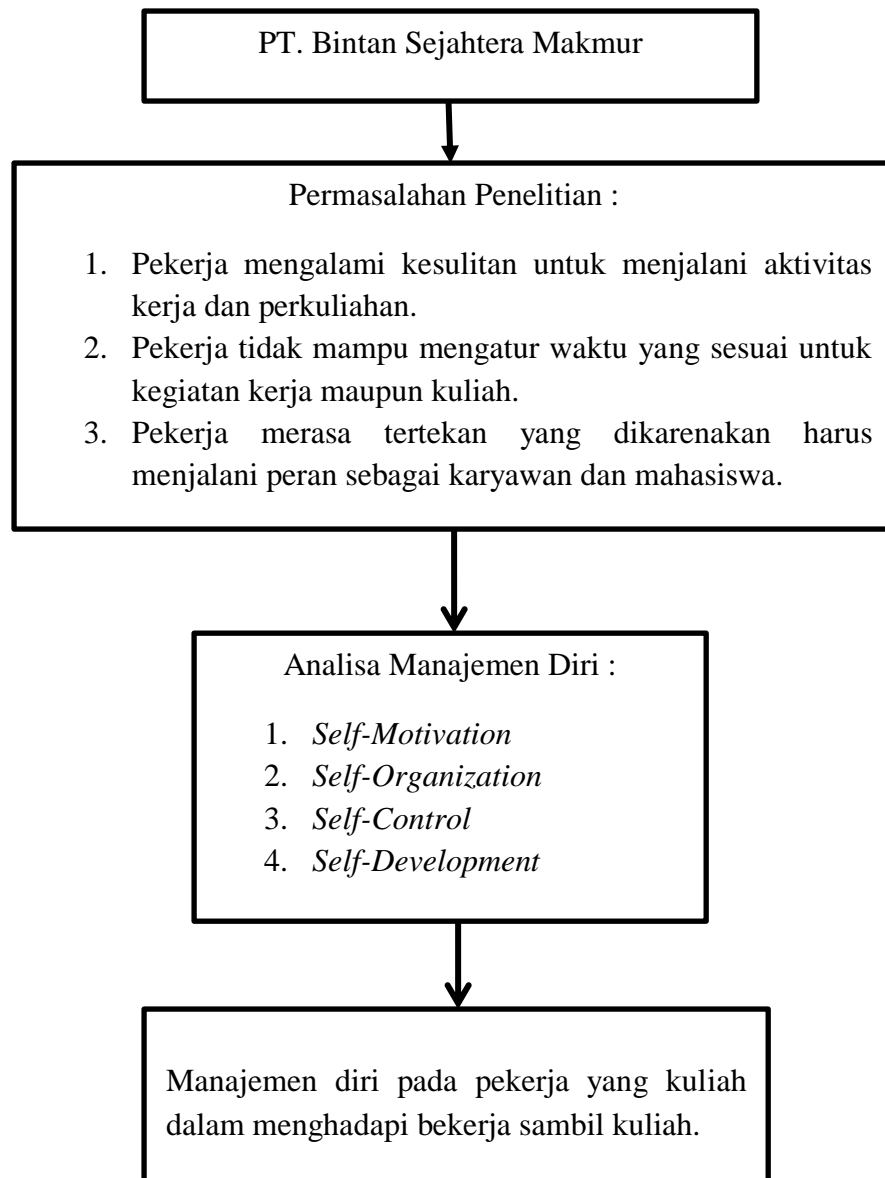 PT. Bintan Sejahtera Makmur
Permasalahan Penelitian :
1. Pekerja mengalami kesulitan untuk menjalani aktivitas
kerja dan perkuliahan.
2. Pekerja tidak mampu mengatur waktu yang sesuai untuk
kegiatan kerja maupun kuliah.
3. Pekerja merasa tertekan yang dikarenakan harus
menjalani peran sebagai karyawan dan mahasiswa.
Analisa Manajemen Diri :
1. Self-Motivation
2. Self-Organization
3. Self-Control
4. Self-Development
Manajemen diri pada pekerja yang kuliah
dalam menghadapi bekerja sambil kuliah.